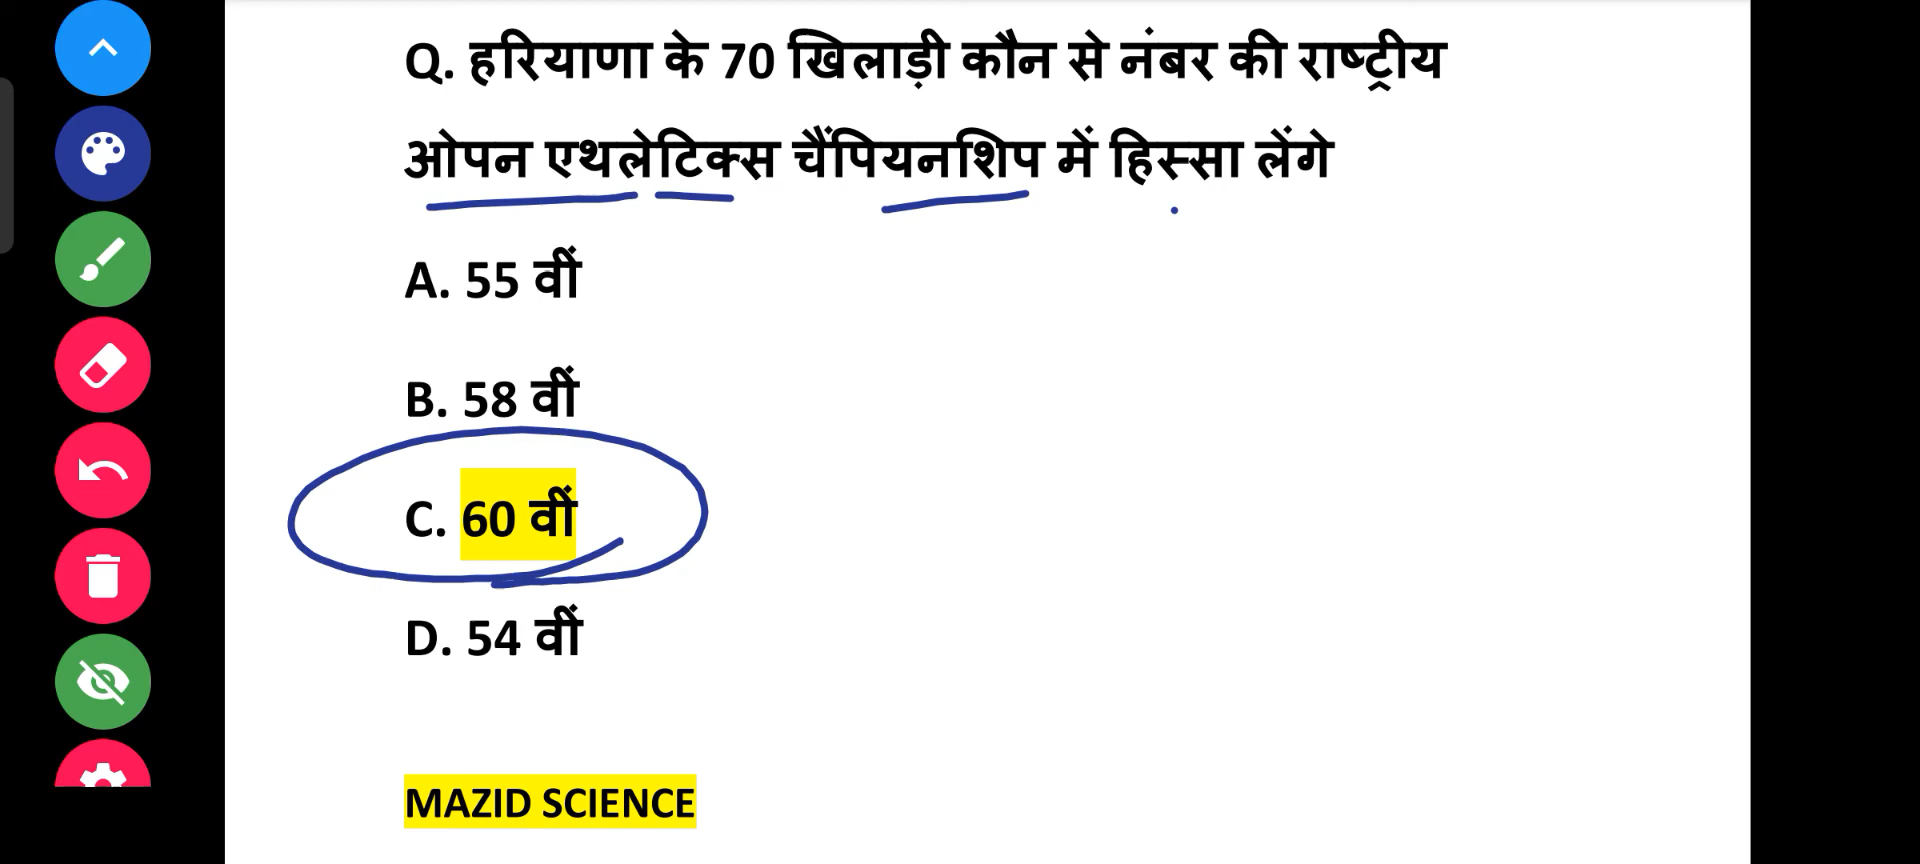 Q. हरियाणा के 70 खिलाड़ी कौन से नंबर की राष्ट्रीय
ओपन एथलेटिक्स चैंपियनशिप में हिस्सा लेंगे
A. 55 वीं
B. 58 वीं
C. 60 वीं
D. 54 वीं
MAZID SCIENCE